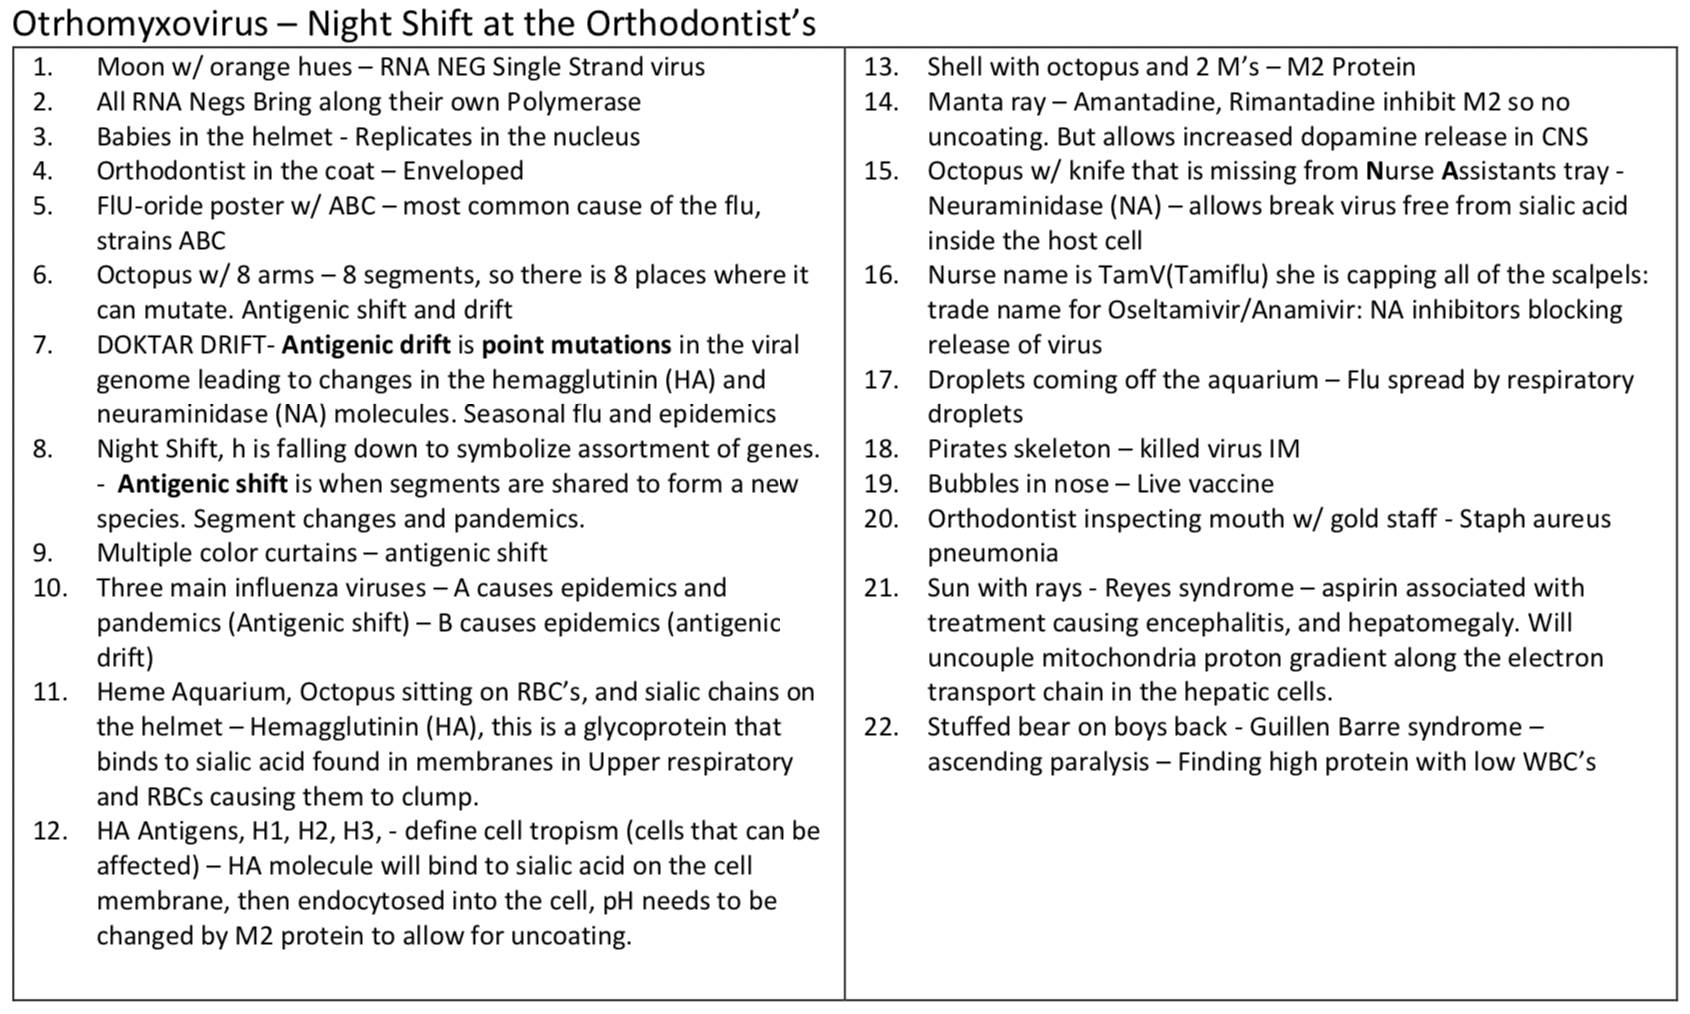 Otrhomyxovirus – Night Shift at the Orthodontist's
1. Moon w/ orange hues – RNA NEG Single Strand virus
2. All RNA Negs Bring along their own Polymerase
3. Babies in the helmet - Replicates in the nucleus
4. Orthodontist in the coat – Enveloped
5. FlU-oride poster w/ ABC – most common cause of the flu,
strains ABC
6. Octopus w/ 8 arms – 8 segments, so there is 8 places where it
can mutate. Antigenic shift and drift
7. DOKTAR DRIFT- Antigenic drift is point mutations in the viral
genome leading to changes in the hemagglutinin (HA) and
neuraminidase (NA) molecules. Seasonal flu and epidemics
8. Night Shift, h is falling down to symbolize assortment of genes.
- Antigenic shift is when segments are shared to form a new
species. Segment changes and pandemics.
9. Multiple color curtains – antigenic shift
10. Three main influenza viruses – A causes epidemics and
pandemics (Antigenic shift) – B causes epidemics (antigenic
drift)
11. Heme Aquarium, Octopus sitting on RBC's, and sialic chains on
the helmet – Hemagglutinin (HA), this is a glycoprotein that
binds to sialic acid found in membranes in Upper respiratory
and RBCs causing them to clump.
12. HA Antigens, H1, H2, H3, - define cell tropism (cells that can be
affected) – HA molecule will bind to sialic acid on the cell
membrane, then endocytosed into the cell, pH needs to be
changed by M2 protein to allow for uncoating.
13. Shell with octopus and 2 M's – M2 Protein
14. Manta ray – Amantadine, Rimantadine inhibit M2 so no
uncoating. But allows increased dopamine release in CNS
15. Octopus w/ knife that is missing from Nurse Assistants tray -
Neuraminidase (NA) – allows break virus free from sialic acid
inside the host cell
16. Nurse name is TamV(Tamiflu) she is capping all of the scalpels:
trade name for Oseltamivir/Anamivir: NA inhibitors blocking
release of virus
17. Droplets coming off the aquarium – Flu spread by respiratory
droplets
18. Pirates skeleton – killed virus IM
19. Bubbles in nose – Live vaccine
20. Orthodontist inspecting mouth w/ gold staff - Staph aureus
pneumonia
21. Sun with rays - Reyes syndrome – aspirin associated with
treatment causing encephalitis, and hepatomegaly. Will
uncouple mitochondria proton gradient along the electron
transport chain in the hepatic cells.
22. Stuffed bear on boys back - Guillen Barre syndrome –
ascending paralysis – Finding high protein with low WBC's